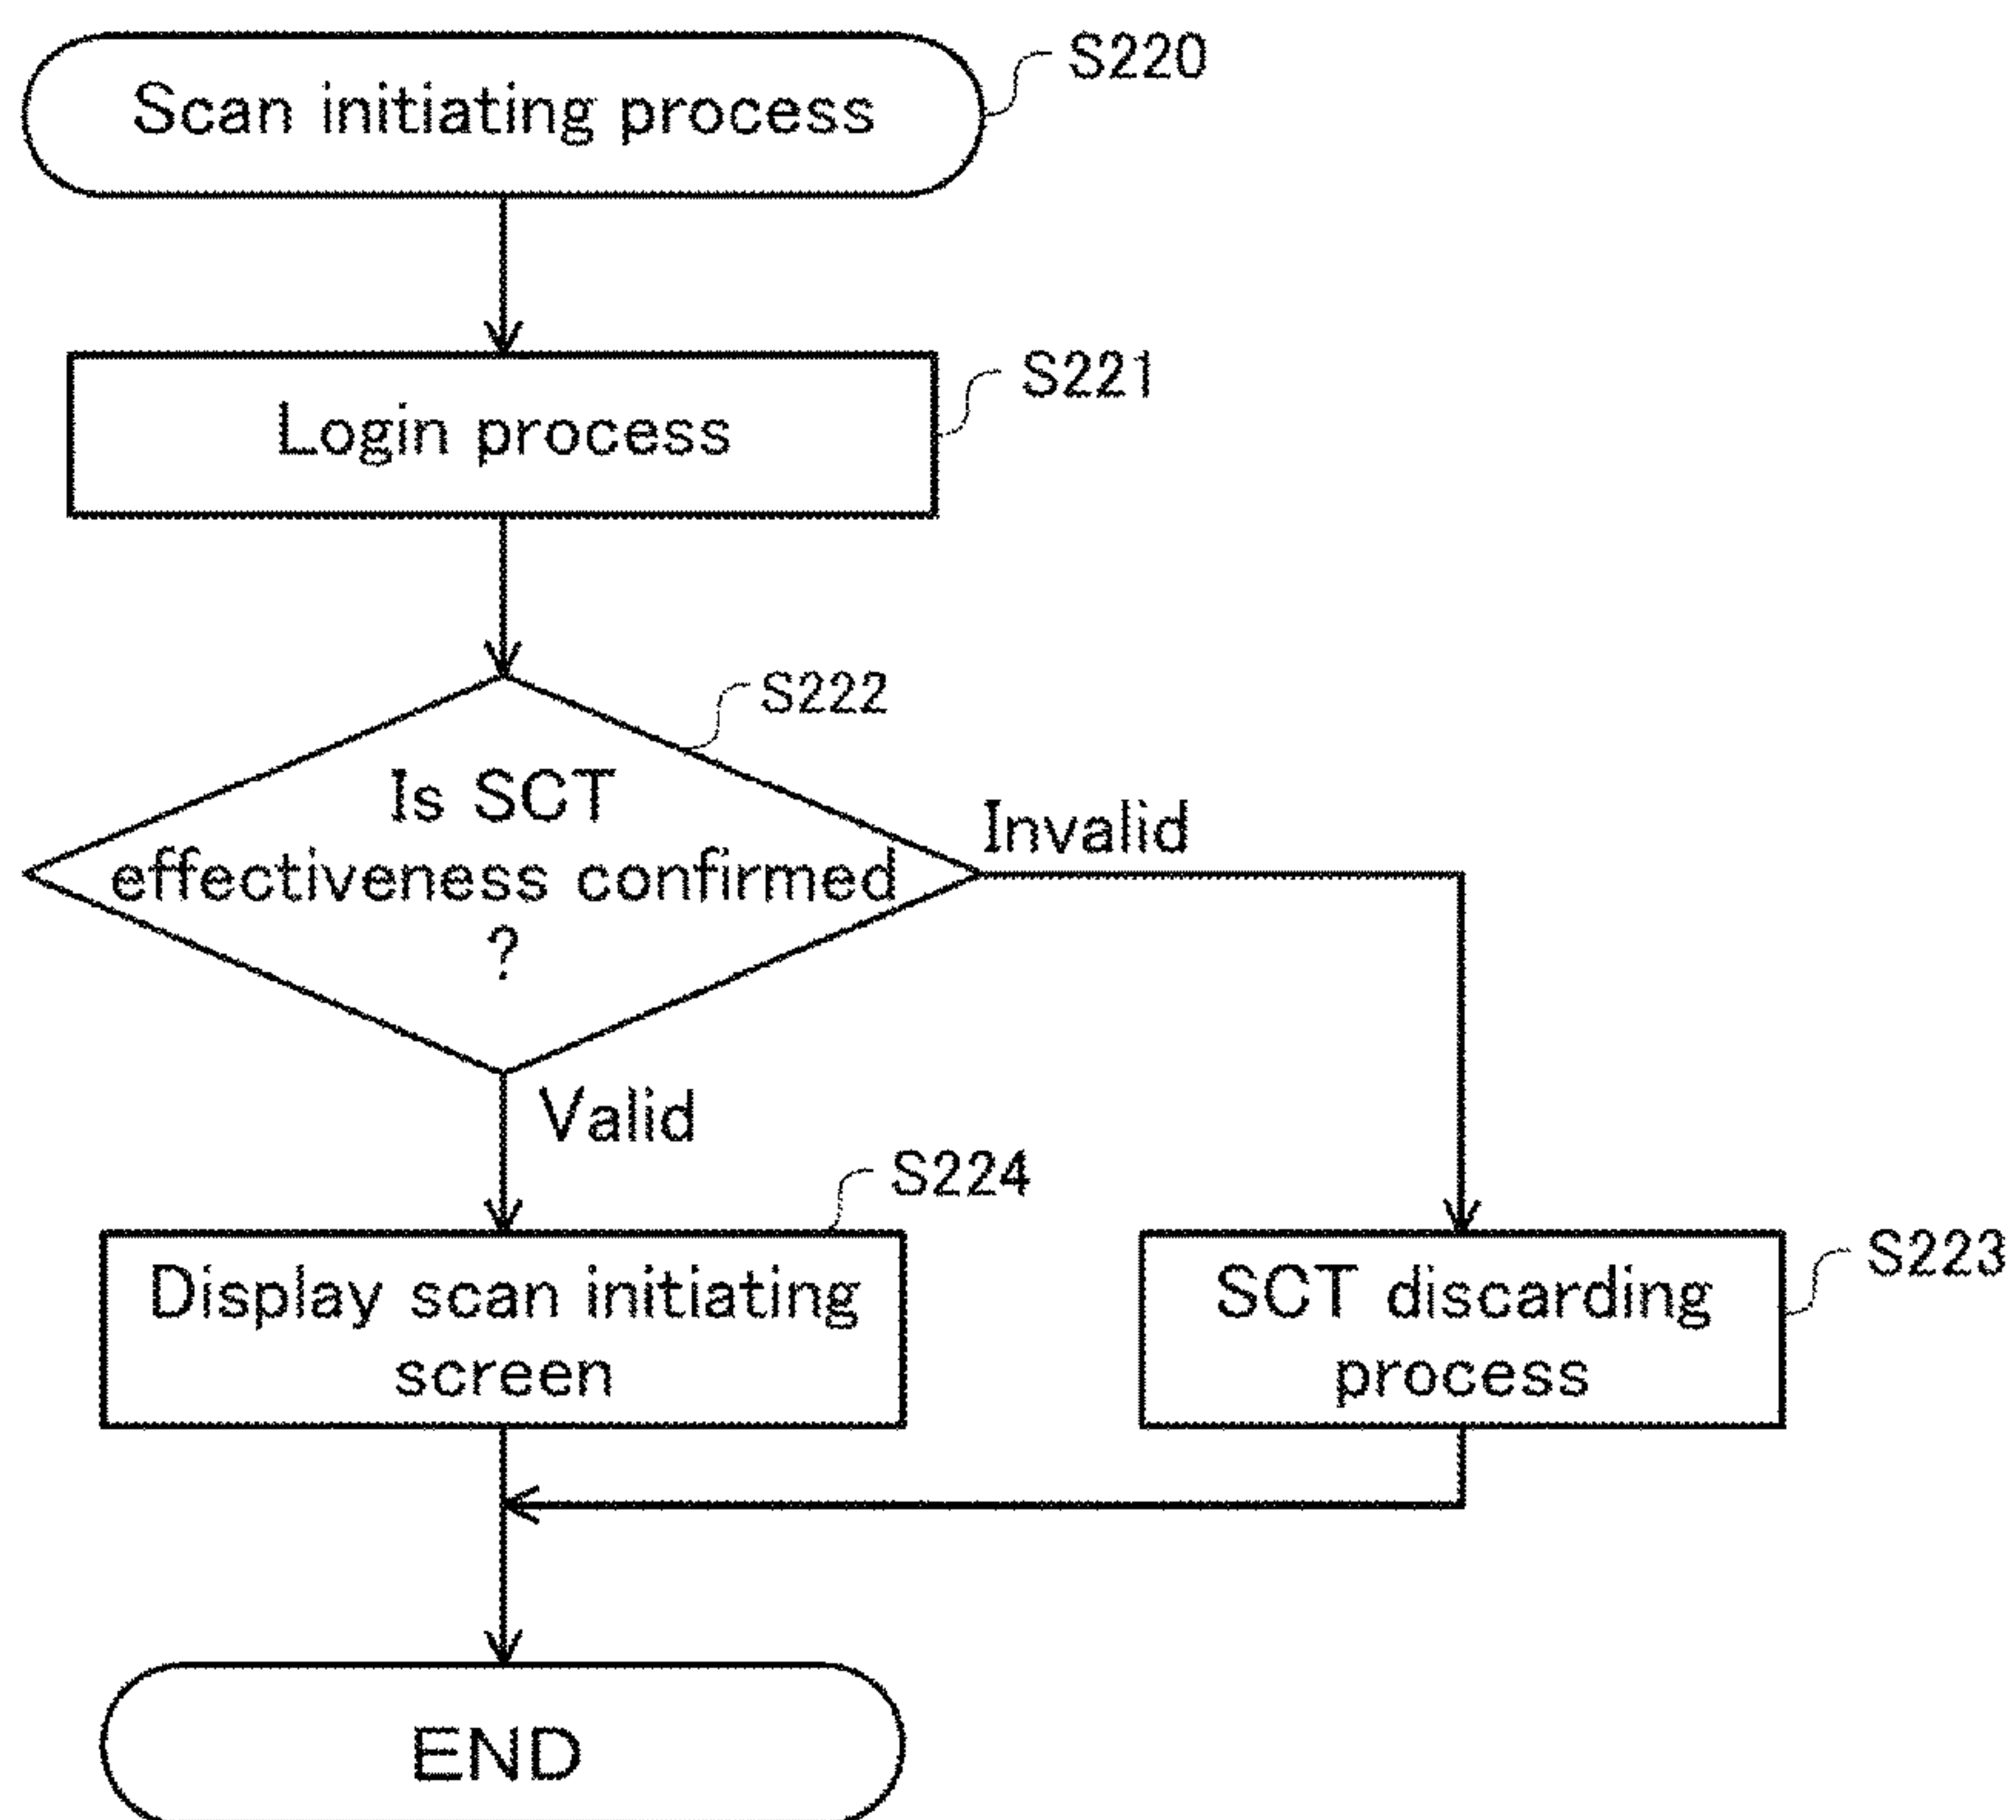 Scan initiating process
S220
Login process
S221
S222
Is SCT
effectiveness confirmed
?
Invalid
Valid
S224
Display scan initiating
screen
S223
SCT discarding
process
END